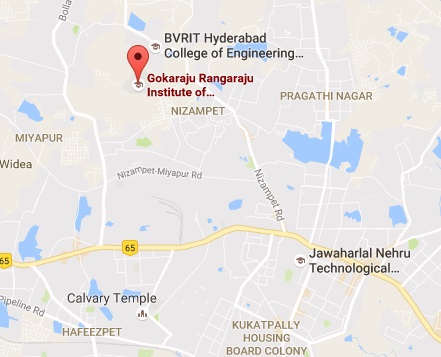 Bolla
BVRIT Hyderabad
College of Engineering...
Gokaraju Rangaraju
Institute of...
PRAGATHI NAGAR
NIZAMPET
MIYAPUR
Widea
Nizampet-Miyapur Rd
Nizampet Rd
65
65
Jawaharlal Nehru
Technological...
Calvary Temple
Pipeline Rd
HAFEEZPET
KUKATPALLY
HOUSING
BOARD COLONY